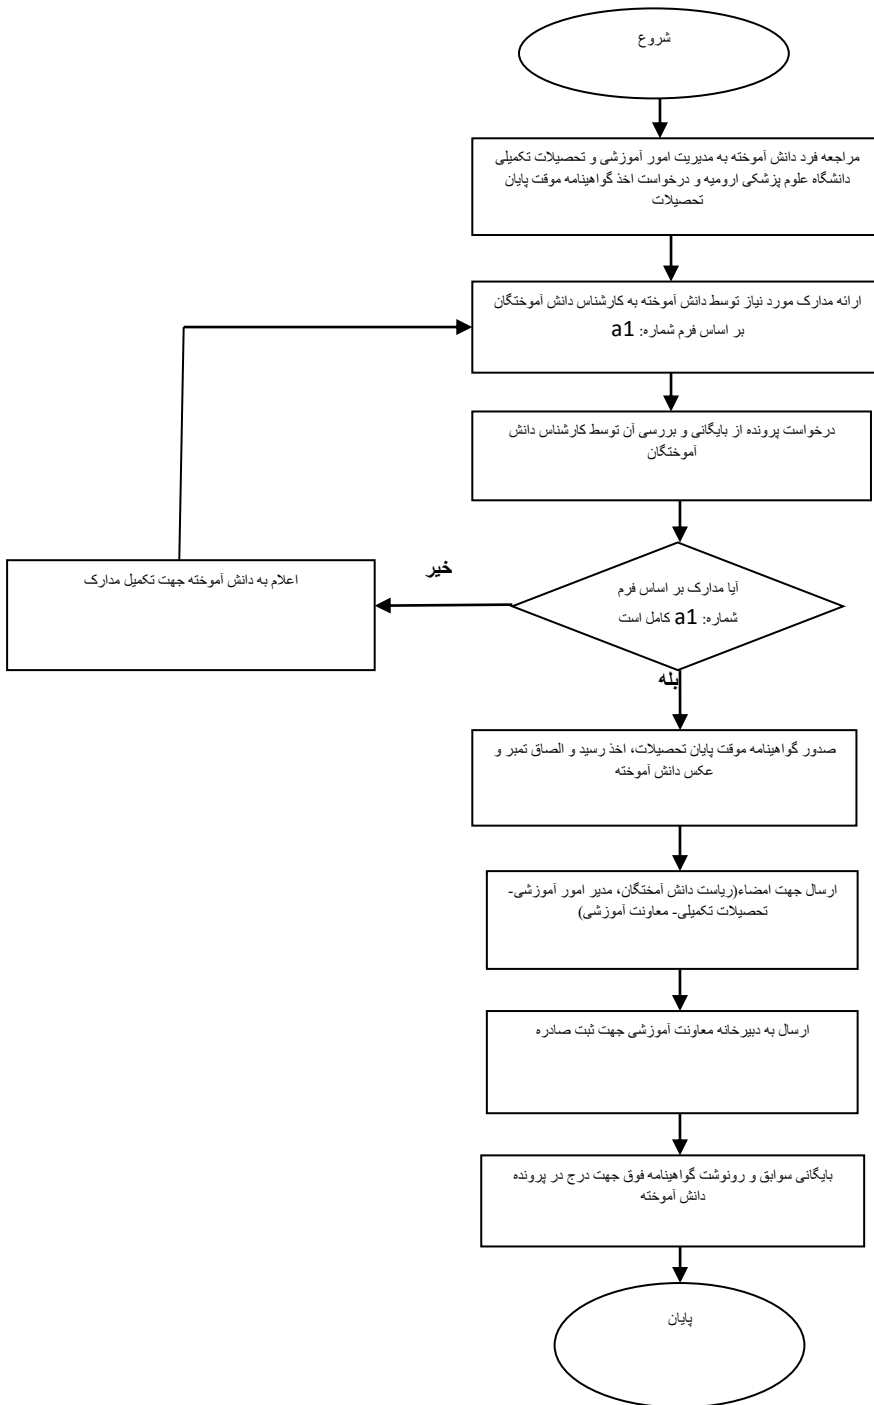 شروع
مراجعه فرد دانش آموخته به مدیریت امور آموزشی و تحصیلات تکمیلی
دانشگاه علوم پزشکی ارومیه و درخواست اخذ گواهینامه موقت پایان
تحصیلات
ارائه مدارک مورد نیاز توسط دانش آموخته به کارشناس دانش آموختگان
بر اساس فرم شماره: a1
درخواست پرونده از بایگانی و بررسی آن توسط کارشناس دانش
آموختگان
آیا مدارک بر اساس فرم
شماره: a1 کامل است
خیر
اعلام به دانش آموخته جهت تکمیل مدارک
بله
صدور گواهینامه موقت پایان تحصیلات، اخذ رسید و الصاق تمبر و
عکس دانش آموخته
ارسال جهت امضاء(ریاست دانش آمختگان، مدیر امور آموزشی-
تحصیلات تکمیلی- معاونت آموزشی)
ارسال به دبیرخانه معاونت آموزشی جهت ثبت صادره
بایگانی سوابق و رونوشت گواهینامه فوق جهت درج در پرونده
دانش آموخته
پایان